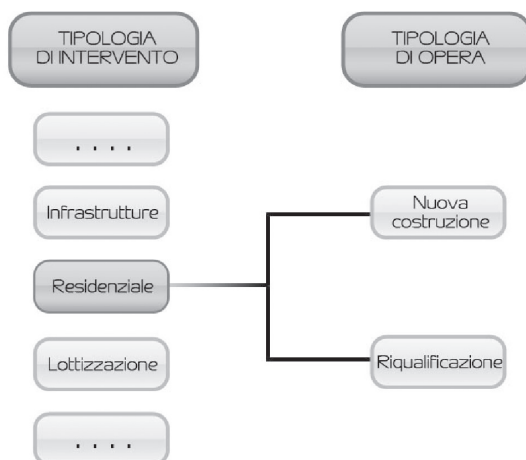 TIPOLOGIA
DI INTERVENTO
TIPOLOGIA
DI OPERA
. . . .
Infrastrutture
Nuova
costruzione
Residenziale
Lottizzazione
Riqualificazione
. . . .